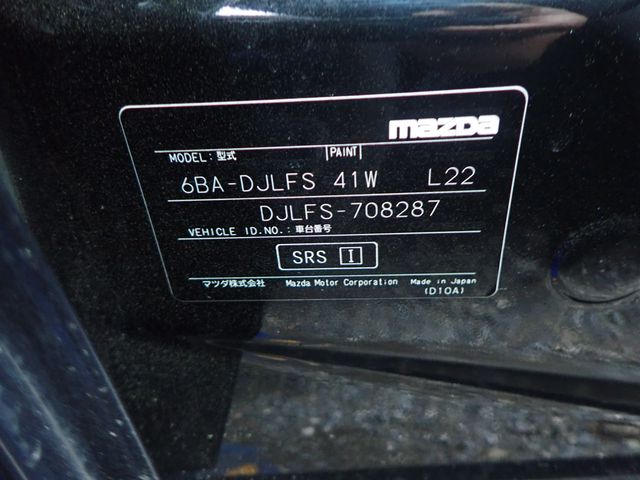 mazda
MODEL: 型式 PAINT
6BA-DJLFS 41W L22
DJLFS-708287
VEHICLE ID.NO.: 車台番号
SRS I
マツダ株式会社 Mazda Motor Corporation Made in Japan
(D10A)